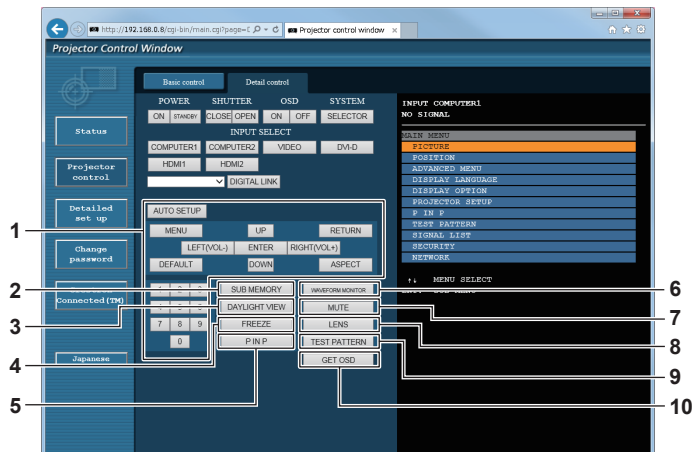 http://192.168.0.8/cgi-bin/main.cgi?page=
Projector control window
Projector Control Window
Basic control
Detail control
POWER SHUTTER OSD SYSTEM
ON STANDBY CLOSE OPEN ON OFF SELECTOR
INPUT SELECT
COMPUTER1 COMPUTER2 VIDEO DVI-D
HDMI1 HDMI2
DIGITAL LINK
AUTO SETUP
MENU UP RETURN
LEFT(VOL-) ENTER RIGHT(VOL+)
DEFAULT DOWN ASPECT
SUB MEMORY WAVEFORM MONITOR
DAYLIGHT VIEW MUTE
7 8 9 FREEZE LENS
0 P IN P TEST PATTERN
GET OSD
Status
Projector
control
Detailed
set up
Change
password
Connected(TM)
Japanese
INPUT COMPUTER1
NO SIGNAL
MAIN MENU
PICTURE
POSITION
ADVANCED MENU
DISPLAY LANGUAGE
DISPLAY OPTION
PROJECTOR SETUP
P IN P
TEST PATTERN
SIGNAL LIST
SECURITY
NETWORK
↑↓ MENU SELECT
1
2
3
4
5
6
7
8
9
10